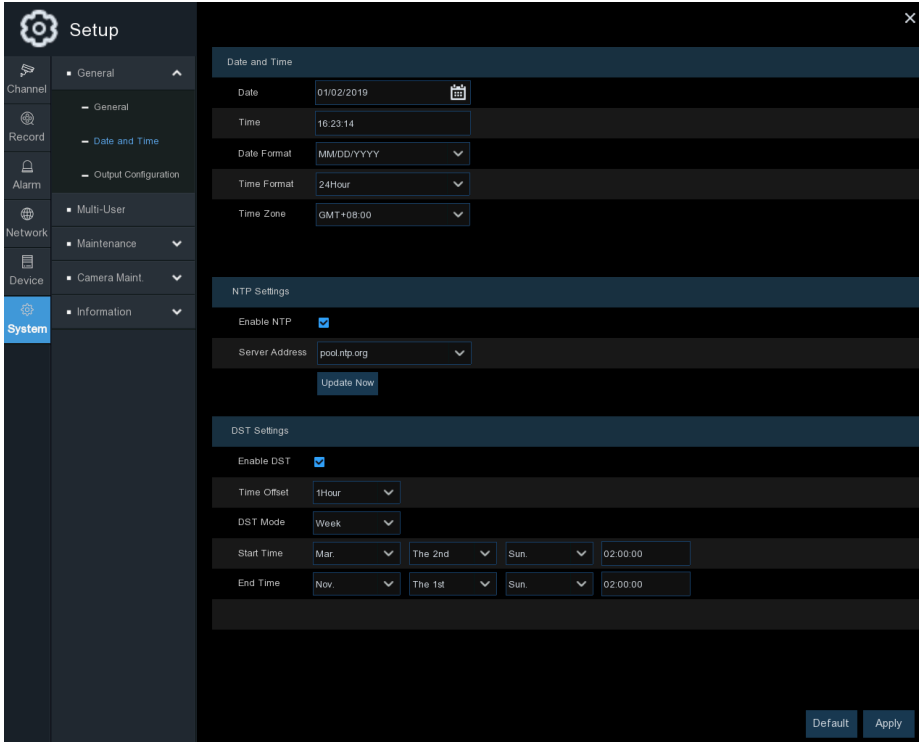 Setup
Channel
Record
Alarm
Network
Device
System
General
General
Date and Time
Output Configuration
Multi-User
Maintenance
Camera Maint.
Information
Date and Time
Date 01/02/2019
Time 16:23:14
Date Format MM/DD/YYYY
Time Format 24Hour
Time Zone GMT+08:00
NTP Settings
Enable NTP
Server Address pool.ntp.org
Update Now
DST Settings
Enable DST
Time Offset 1Hour
DST Mode Week
Start Time Mar. The 2nd Sun. 02:00:00
End Time Nov. The 1st Sun. 02:00:00
Default Apply